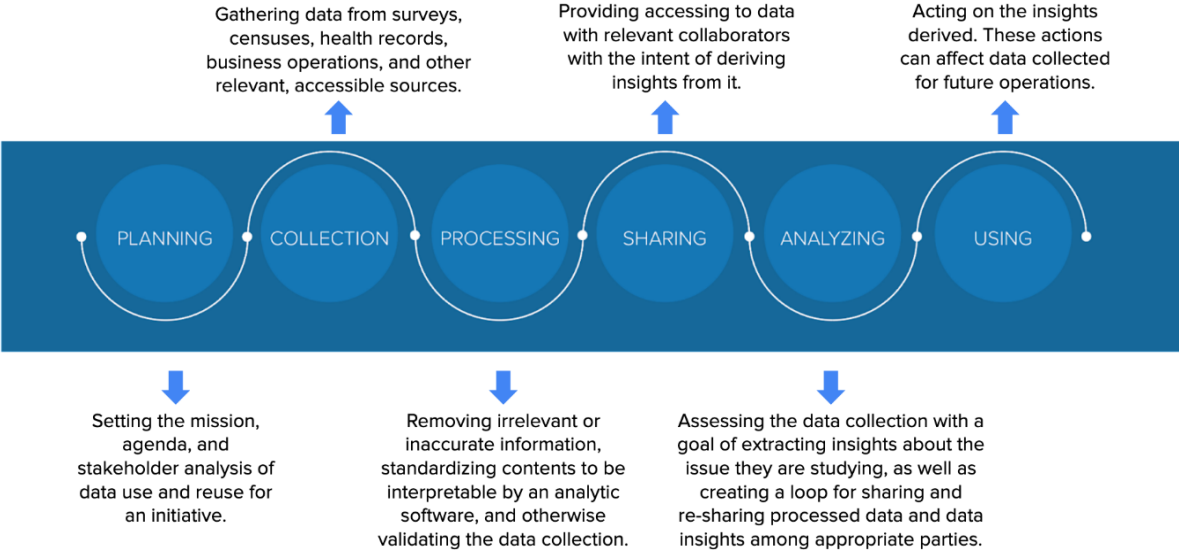 Gathering data from surveys,
censuses, health records,
business operations, and other
relevant, accessible sources.
Providing accessing to data
with relevant collaborators
with the intent of deriving
insights from it.
Acting on the insights
derived. These actions
can affect data collected
for future operations.
PLANNING
COLLECTION
PROCESSING
SHARING
ANALYZING
USING
Setting the mission,
agenda, and
stakeholder analysis of
data use and reuse for
an initiative.
Removing irrelevant or
inaccurate information,
standardizing contents to be
interpretable by an analytic
software, and otherwise
validating the data collection.
Assessing the data collection with a
goal of extracting insights about the
issue they are studying, as well as
creating a loop for sharing and
re-sharing processed data and data
insights among appropriate parties.